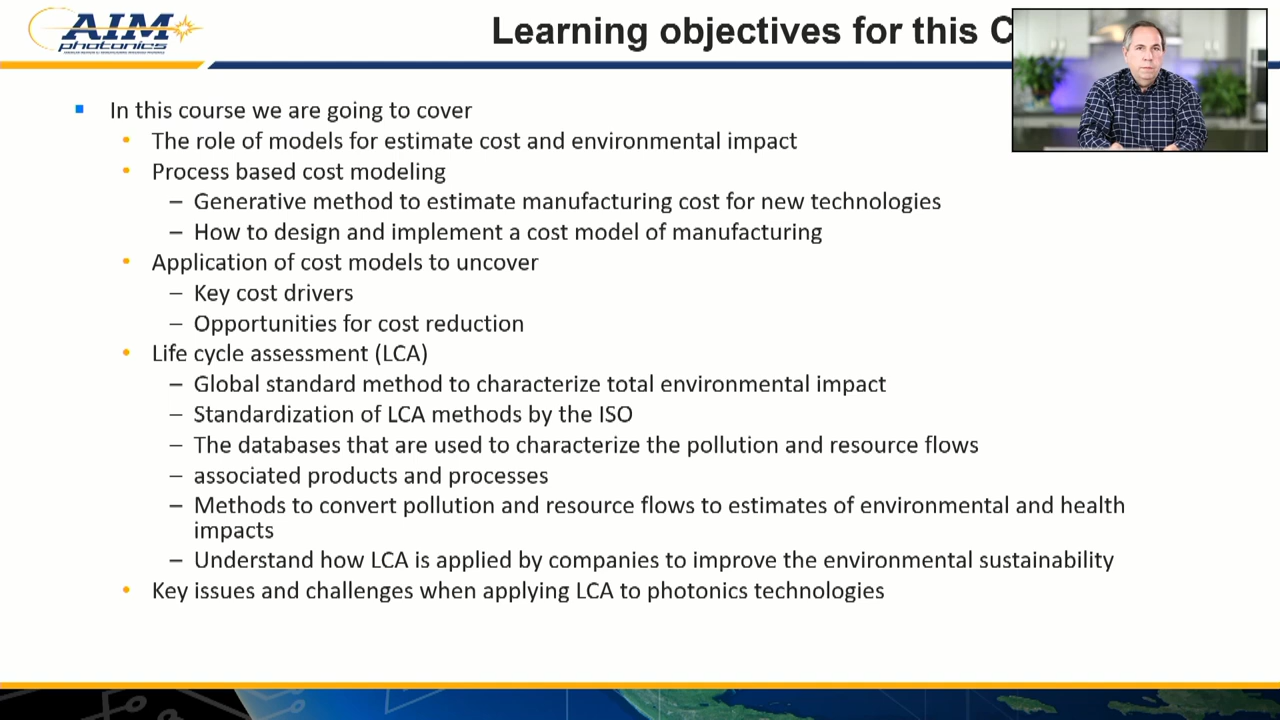 AIM
photonics
Learning objectives for this C
In this course we are going to cover
The role of models for estimate cost and environmental impact
Process based cost modeling
– Generative method to estimate manufacturing cost for new technologies
– How to design and implement a cost model of manufacturing
Application of cost models to uncover
– Key cost drivers
– Opportunities for cost reduction
Life cycle assessment (LCA)
– Global standard method to characterize total environmental impact
– Standardization of LCA methods by the ISO
– The databases that are used to characterize the pollution and resource flows
– associated products and processes
– Methods to convert pollution and resource flows to estimates of environmental and health
impacts
– Understand how LCA is applied by companies to improve the environmental sustainability
Key issues and challenges when applying LCA to photonics technologies